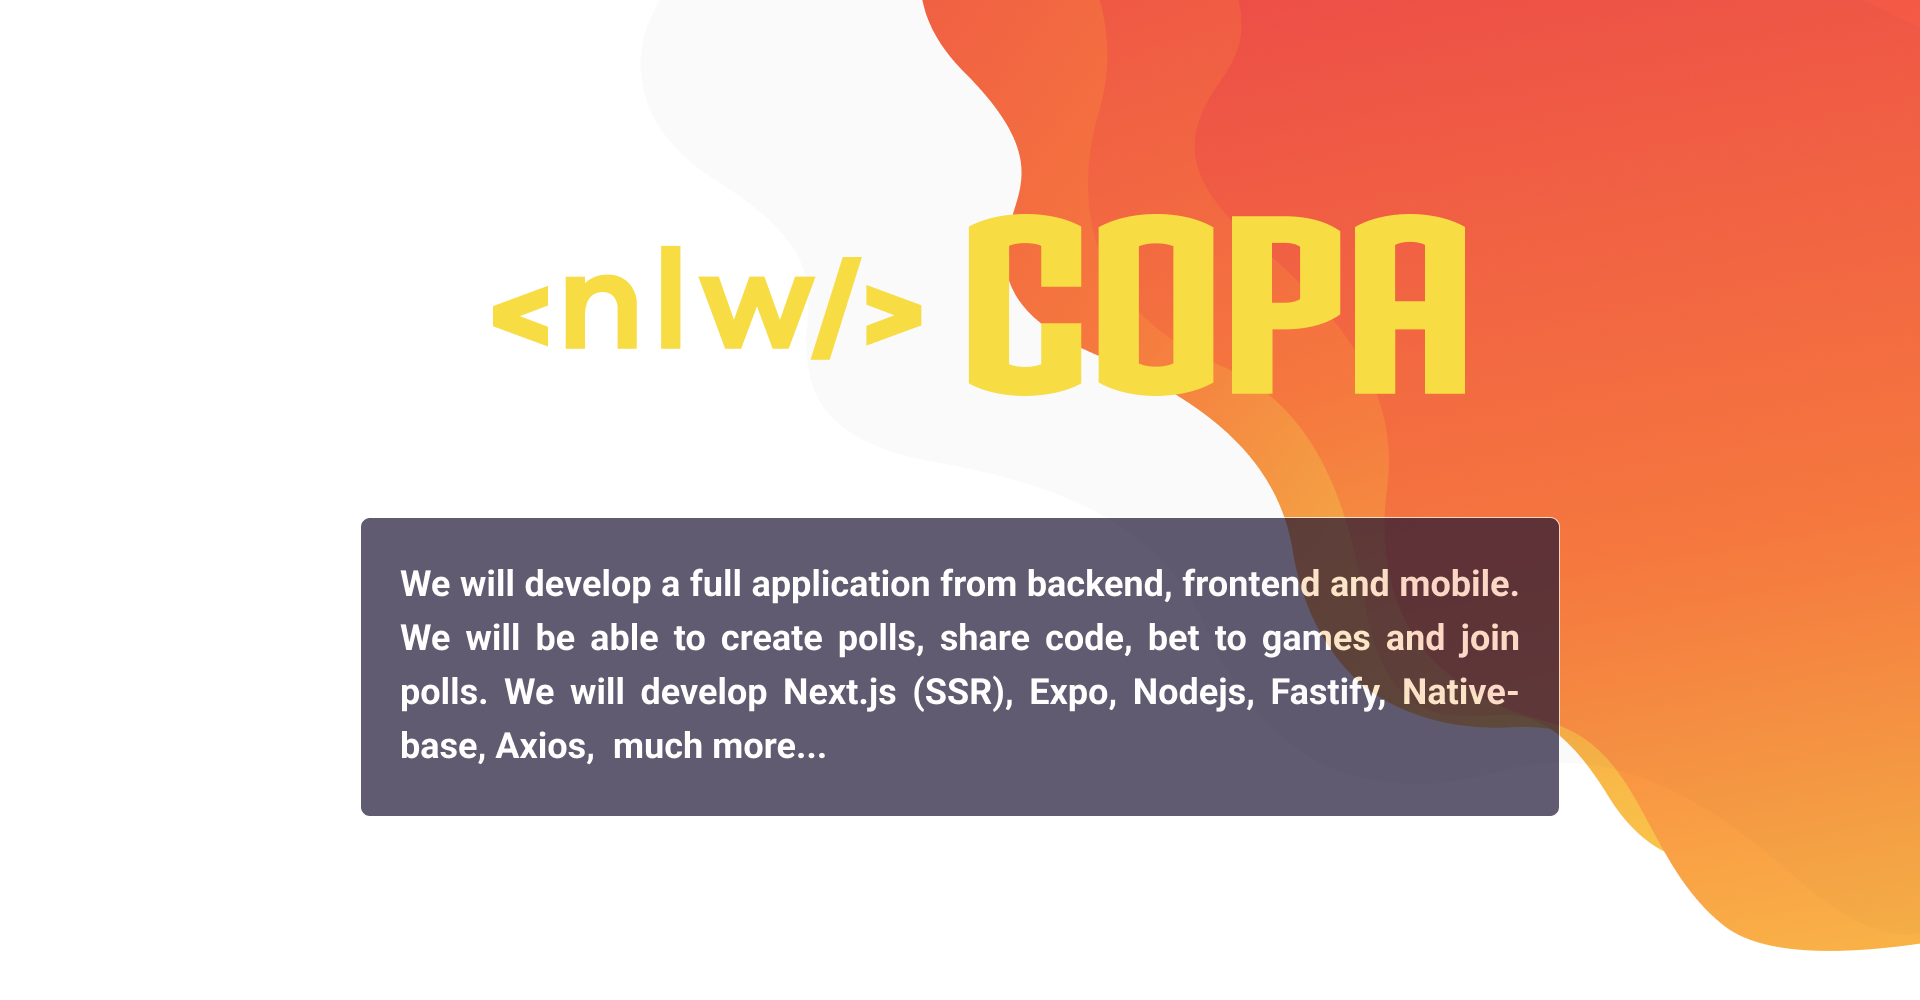 <nlw/> COPA
We will develop a full application from backend, frontend and mobile.
We will be able to create polls, share code, bet to games and join
polls. We will develop Next.js (SSR), Expo, Nodejs, Fastify, Native-
base, Axios,  much more...